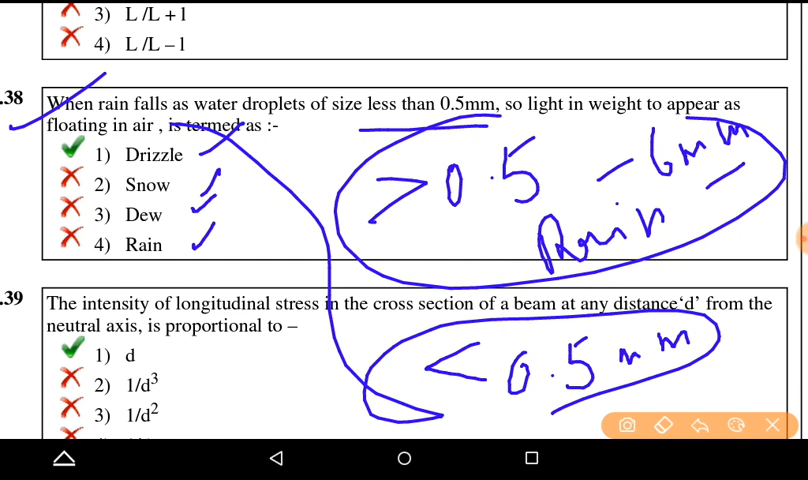 3) L /L + 1
4) L /L – 1
.38
When rain falls as water droplets of size less than 0.5mm, so light in weight to appear as
floating in air , is termed as :-
1) Drizzle
2) Snow
3) Dew
4) Rain
> 0.5 – 6mm
Rain
.39
The intensity of longitudinal stress in the cross section of a beam at any distance‘d’ from the
neutral axis, is proportional to –
1) d
2) 1/d³
3) 1/d²
< 0.5 mm